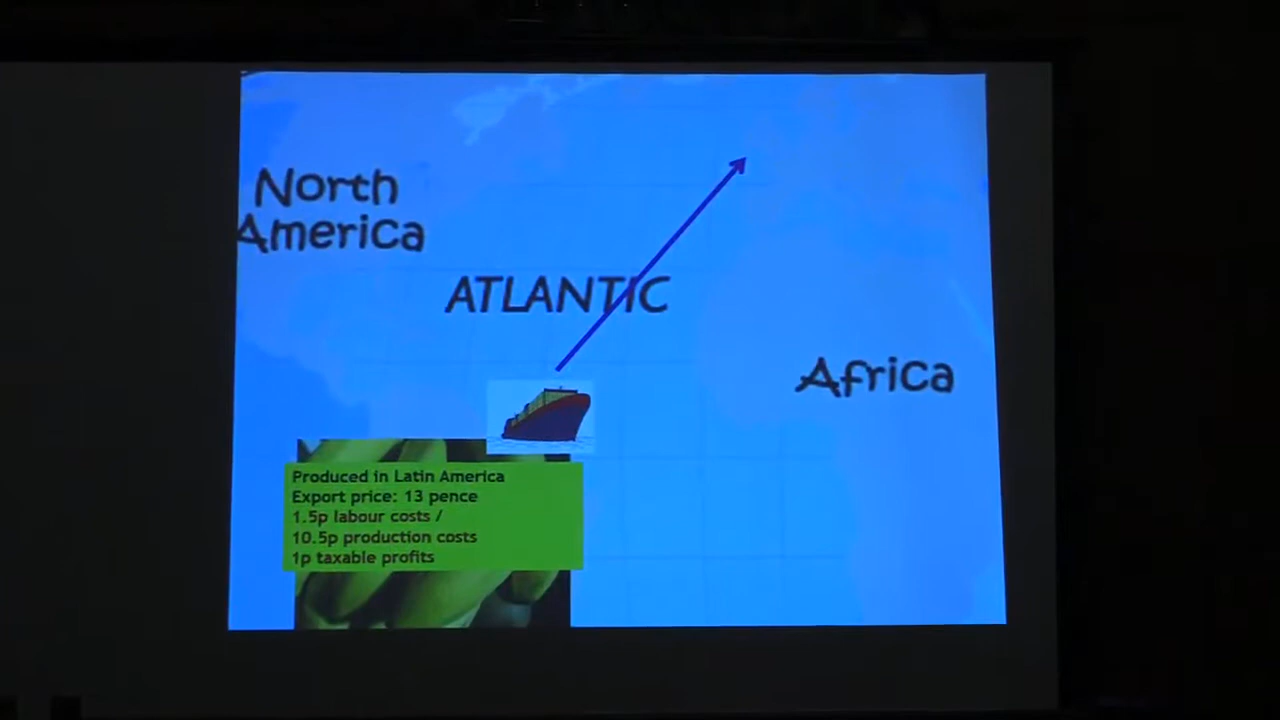 North
America
ATLANTIC
Africa
Produced in Latin America
Export price: 13 pence
1.5p labour costs /
10.5p production costs
1p taxable profits